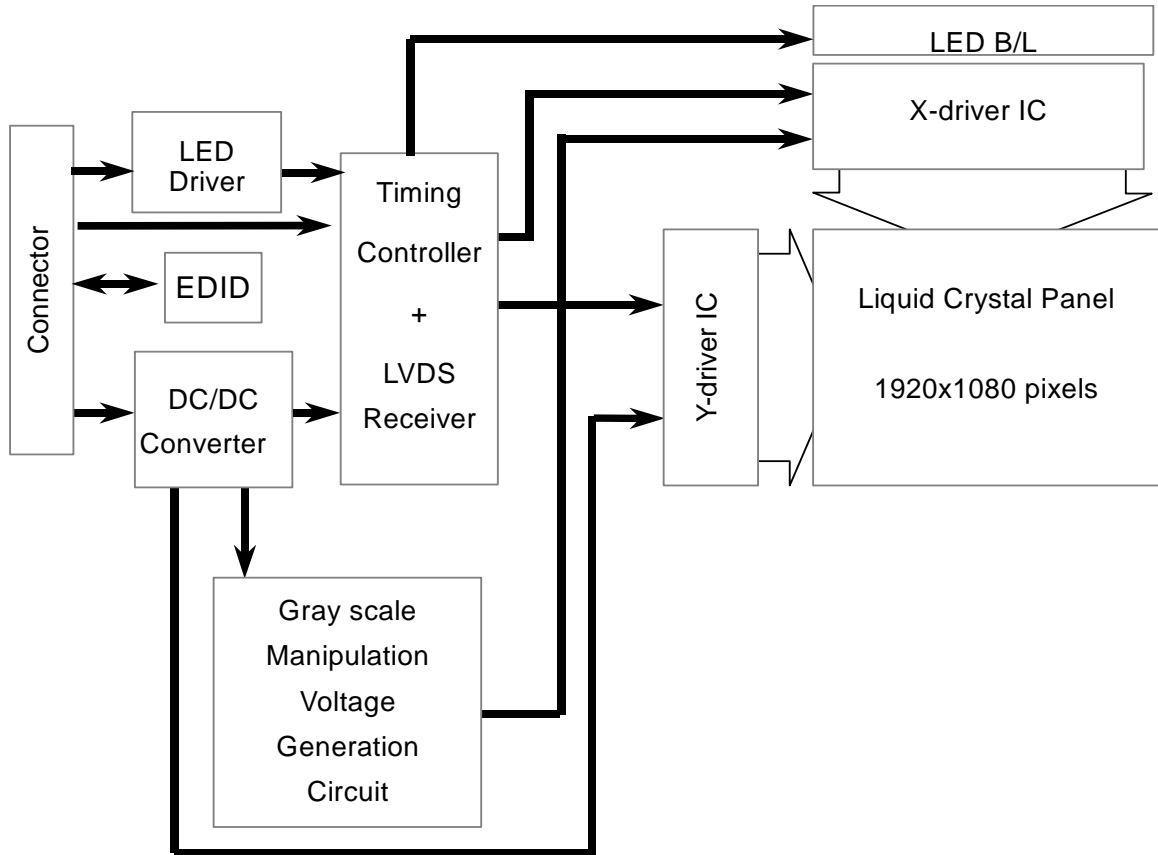 LED B/L
X-driver IC
LED
Driver
Timing
Controller
+
LVDS
Receiver
Connector
EDID
DC/DC
Converter
Y-driver IC
Liquid Crystal Panel
1920x1080 pixels
Gray scale
Manipulation
Voltage
Generation
Circuit